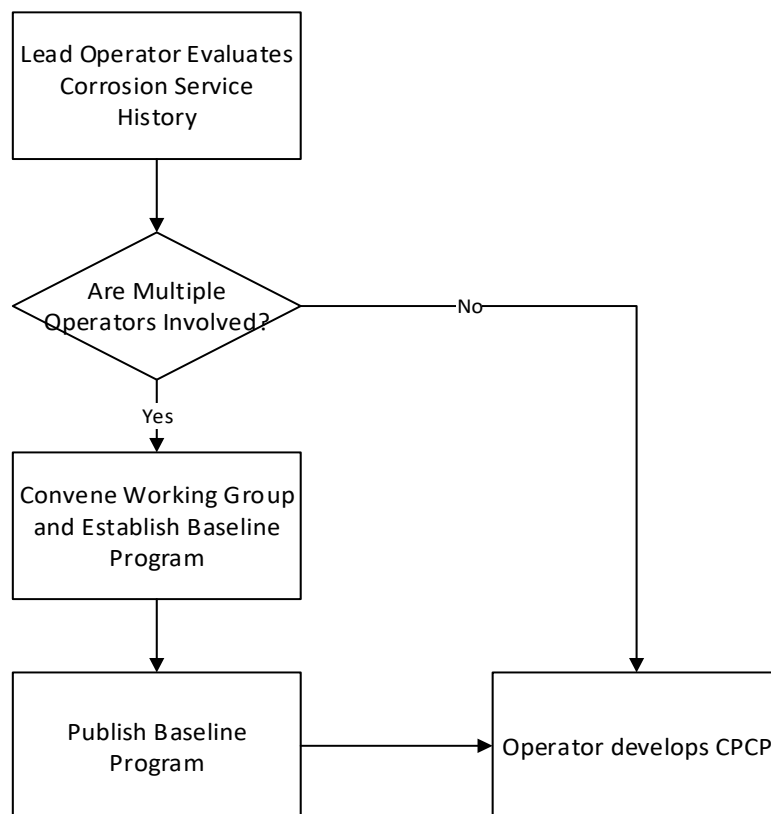 Lead Operator Evaluates
Corrosion Service
History
Are Multiple
Operators Involved?
No
Yes
Convene Working Group
and Establish Baseline
Program
Publish Baseline
Program
Operator develops CPCP